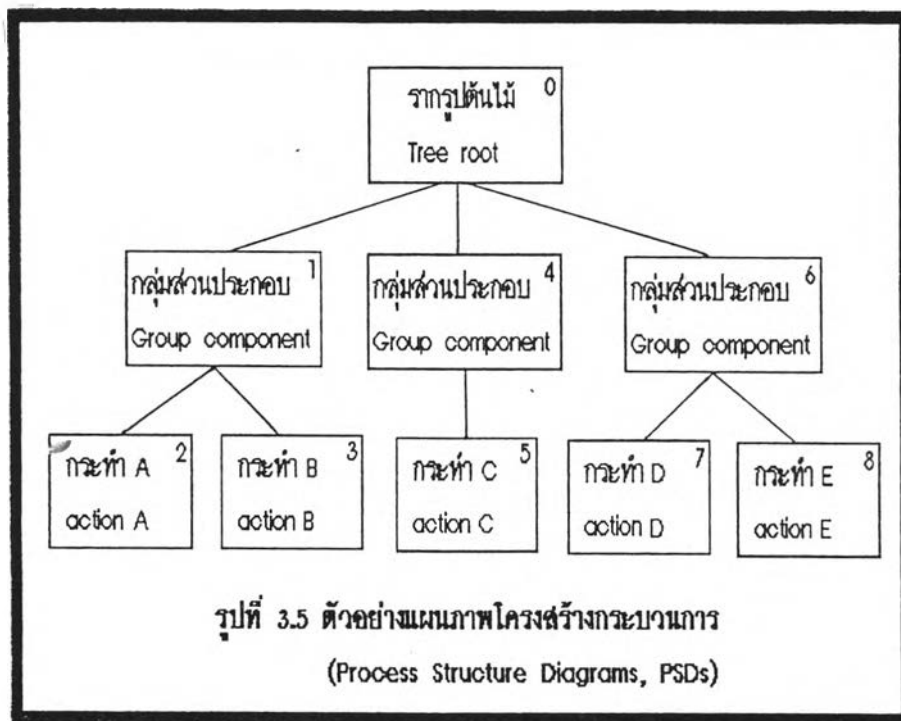 รากรูปต้นไม้ 0
Tree root
กลุ่มส่วนประกอบ 1
Group component
กลุ่มส่วนประกอบ 4
Group component
กลุ่มส่วนประกอบ 6
Group component
กระทำ A 2
action A
กระทำ B 3
action B
กระทำ C 5
action C
กระทำ D 7
action D
กระทำ E 8
action E
รูปที่ 3.5 ตัวอย่างแผนภาพโครงสร้างกระบวนการ
(Process Structure Diagrams, PSDs)